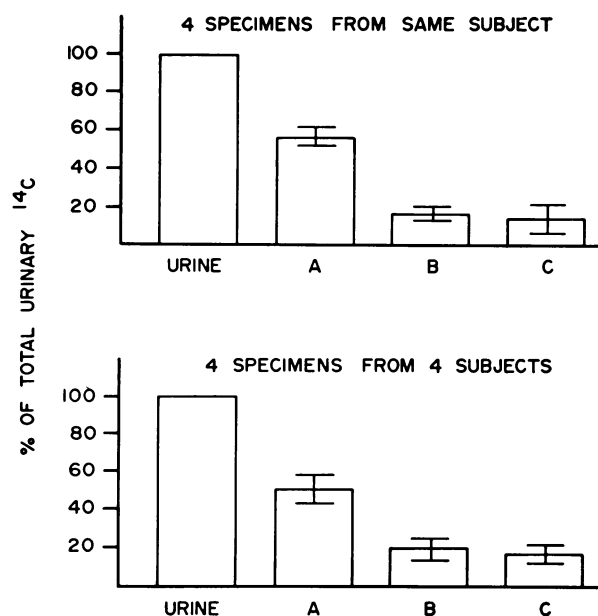 4 SPECIMENS FROM SAME SUBJECT
100
80
60
40
20
URINE A B C
% OF TOTAL URINARY ¹⁴C
4 SPECIMENS FROM 4 SUBJECTS
100
80
60
40
20
URINE A B C